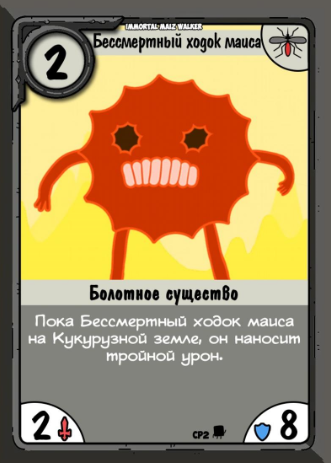 IMMORTAL MAIZ WALKER
2
Бессмертный ходок маиса
Болотное существо
Пока Бессмертный ходок маиса
на Кукурузной земле, он наносит
тройной урон.
2
CP2
8